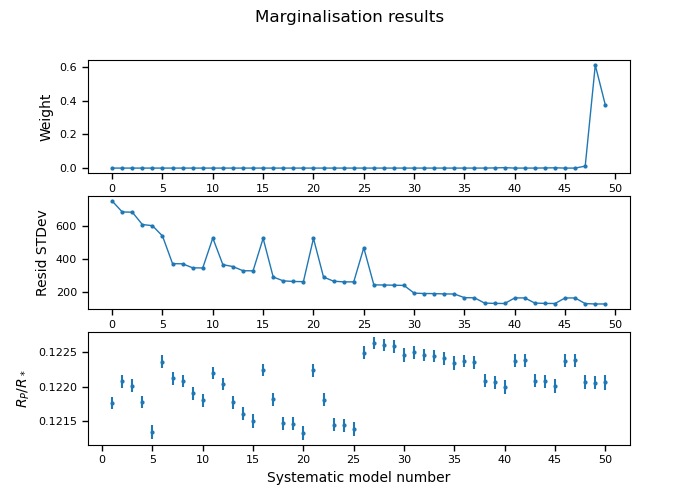 Marginalisation results
0.6
0.4
0.2
0.0
Weight
0 5 10 15 20 25 30 35 40 45 50
600
400
200
Resid STDev
0 5 10 15 20 25 30 35 40 45 50
0.1225
0.1220
0.1215
R_P/R_*
0 5 10 15 20 25 30 35 40 45 50
Systematic model number